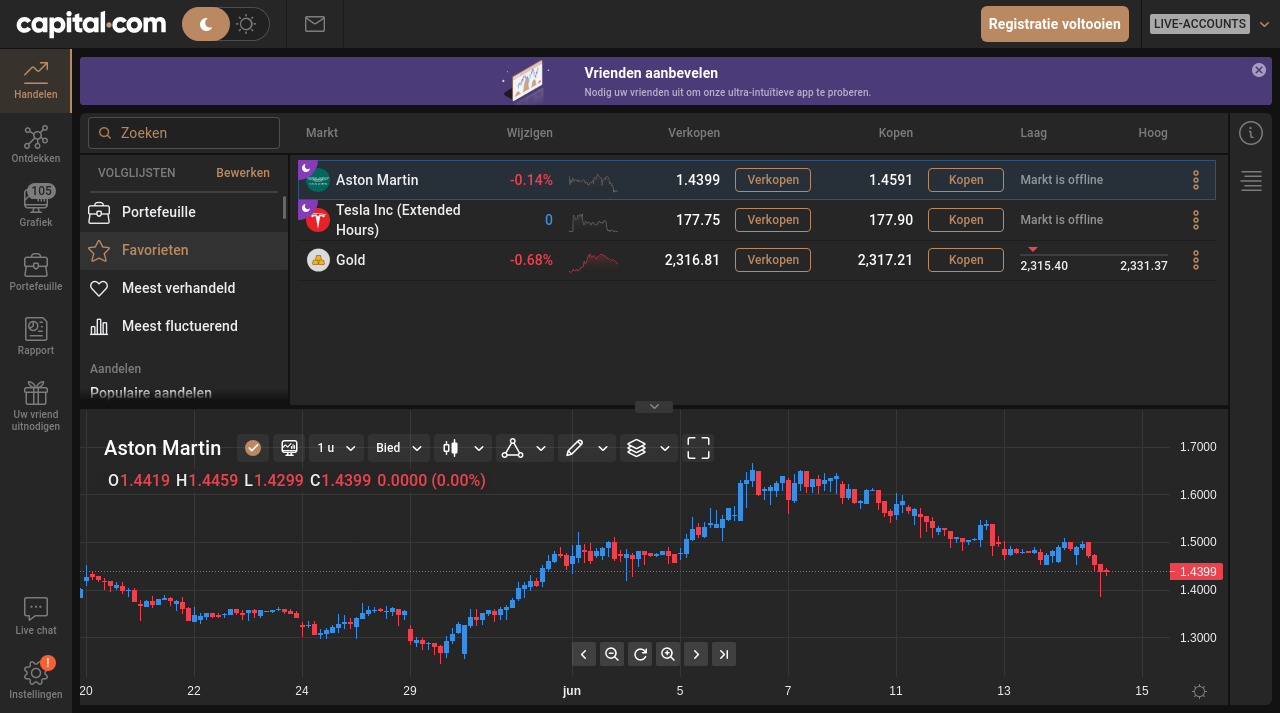 capital.com
Registratie voltooien
LIVE-ACCOUNTS
Handelen
Ontdekken
105
Grafiek
Portefeuille
Rapport
Uw vriend
uitnodigen
Live chat
!
Instellingen
Vrienden aanbevelen
Nodig uw vrienden uit om onze ultra-intuïtieve app te proberen.
Zoeken
VOLGLIJSTEN Bewerken
Portefeuille
Favorieten
Meest verhandeld
Meest fluctuerend
Aandelen
Populaire aandelen
Markt Wijzigen Verkopen Kopen Laag Hoog
Aston Martin -0.14% 1.4399 Verkopen 1.4591 Kopen Markt is offline
Tesla Inc (Extended
Hours) 0 177.75 Verkopen 177.90 Kopen Markt is offline
Gold -0.68% 2,316.81 Verkopen 2,317.21 Kopen 2,315.40 2,331.37
Aston Martin 1 u Bied
O1.4419 H1.4459 L1.4299 C1.4399 0.0000 (0.00%)
1.7000
1.6000
1.5000
1.4399
1.4000
1.3000
20 22 24 29 jun 5 7 11 13 15